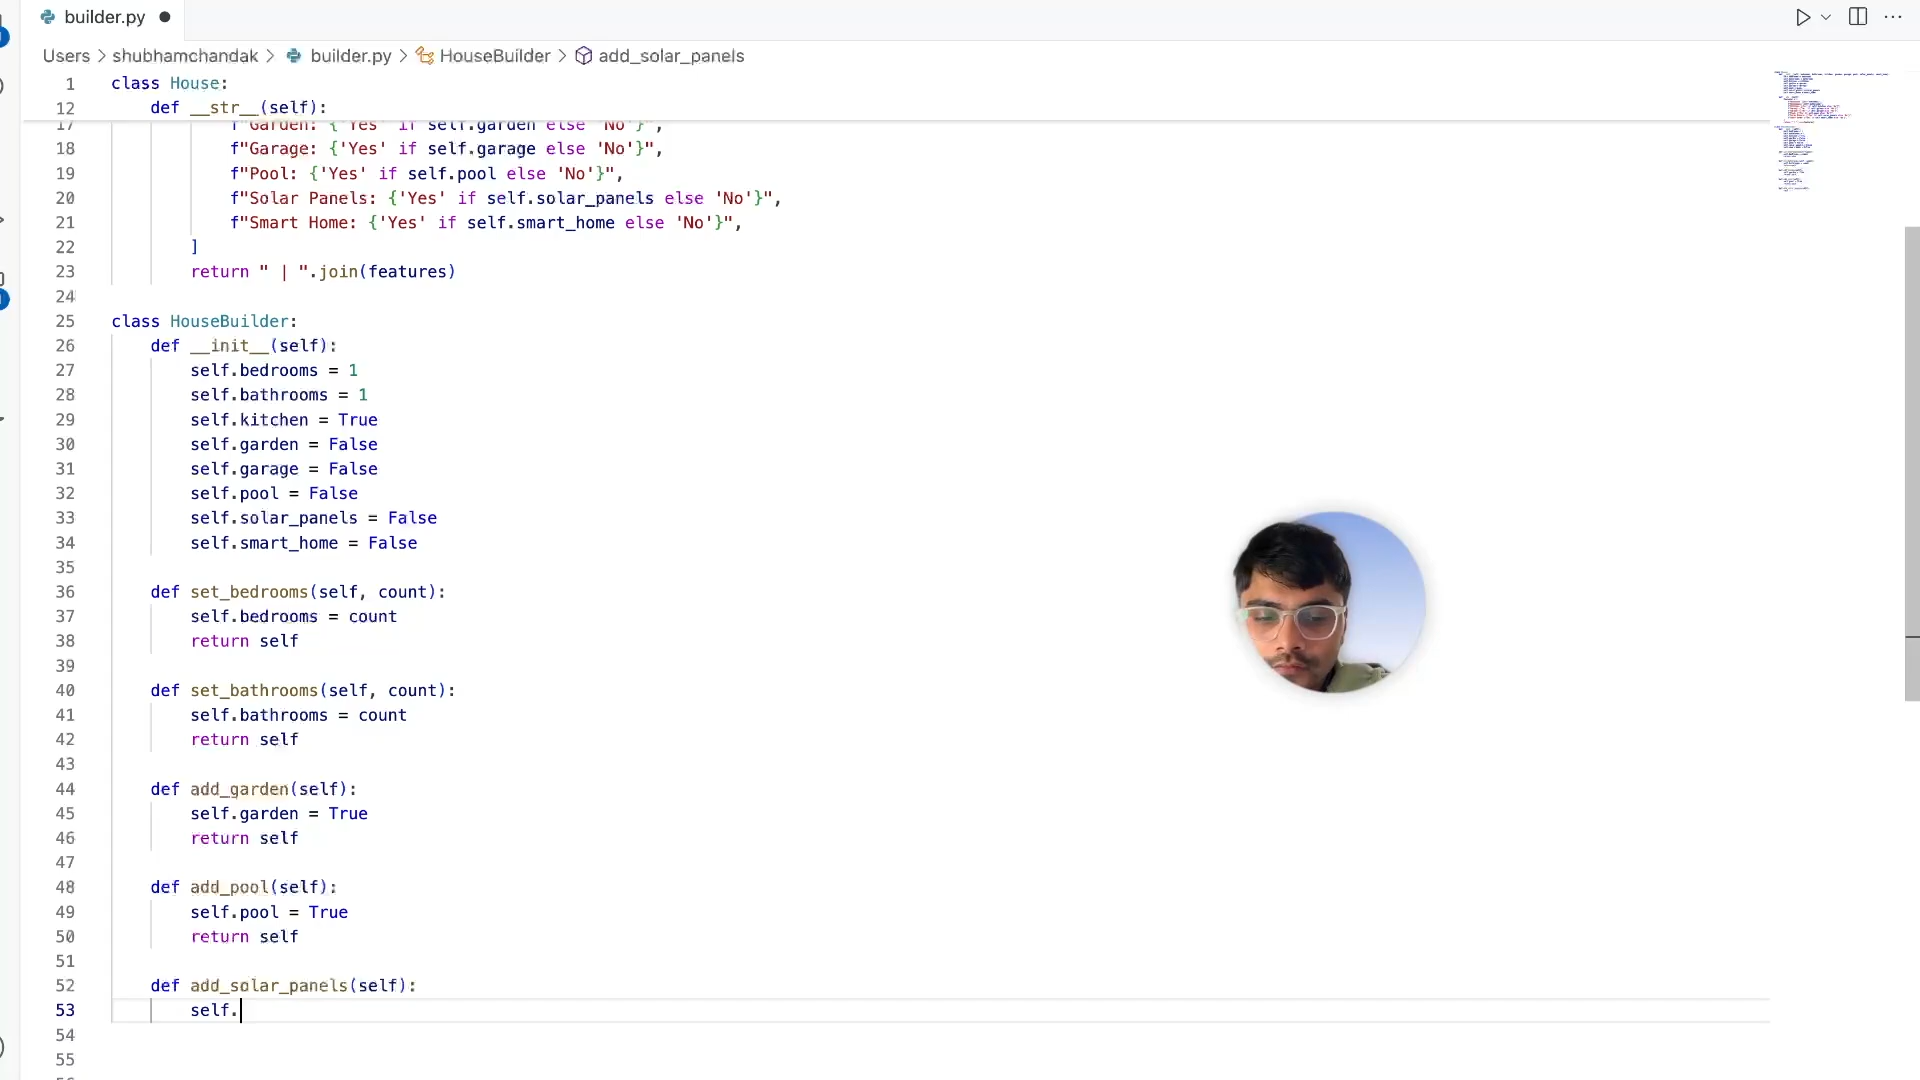 builder.py
Users > shubhamchandak > builder.py > HouseBuilder > add_solar_panels
1 class House:
12     def __str__(self):
17             f"Garden: {'Yes' if self.garden else 'No'}",
18             f"Garage: {'Yes' if self.garage else 'No'}",
19             f"Pool: {'Yes' if self.pool else 'No'}",
20             f"Solar Panels: {'Yes' if self.solar_panels else 'No'}",
21             f"Smart Home: {'Yes' if self.smart_home else 'No'}",
22         ]
23         return " | ".join(features)
24
25 class HouseBuilder:
26     def __init__(self):
27         self.bedrooms = 1
28         self.bathrooms = 1
29         self.kitchen = True
30         self.garden = False
31         self.garage = False
32         self.pool = False
33         self.solar_panels = False
34         self.smart_home = False
35
36     def set_bedrooms(self, count):
37         self.bedrooms = count
38         return self
39
40     def set_bathrooms(self, count):
41         self.bathrooms = count
42         return self
43
44     def add_garden(self):
45         self.garden = True
46         return self
47
48     def add_pool(self):
49         self.pool = True
50         return self
51
52     def add_solar_panels(self):
53         self.
54
55